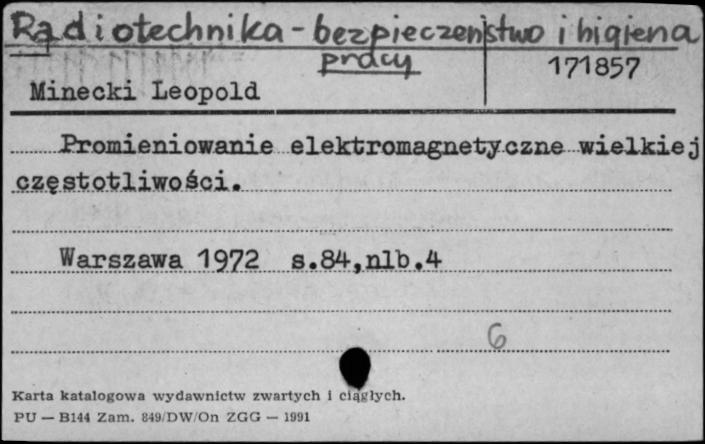 Radiotechnika - bezpieczeństwo i higiena
pracy
171857
Minecki Leopold
Promieniowanie elektromagnetyczne wielkiej
częstotliwości.
Warszawa 1972 s.84,nlb.4
6
Karta katalogowa wydawnictw zwartych i ciągłych.
PU — B144 Zam. 849/DW/On ZGG — 1991